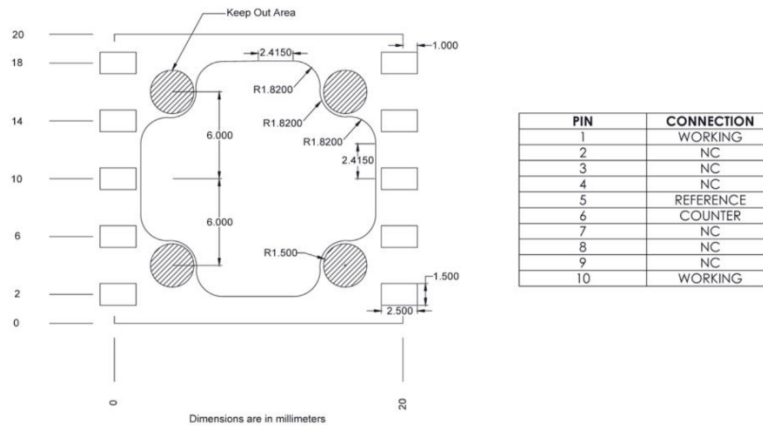 Keep Out Area
20
2.4150
1.000
18
R1.8200
R1.8200
14
R1.8200
6.000
2.4150
10
6.000
6
R1.500
1.500
2
2.500
0
0
20
Dimensions are in millimeters
PIN CONNECTION
1 WORKING
2 NC
3 NC
4 NC
5 REFERENCE
6 COUNTER
7 NC
8 NC
9 NC
10 WORKING